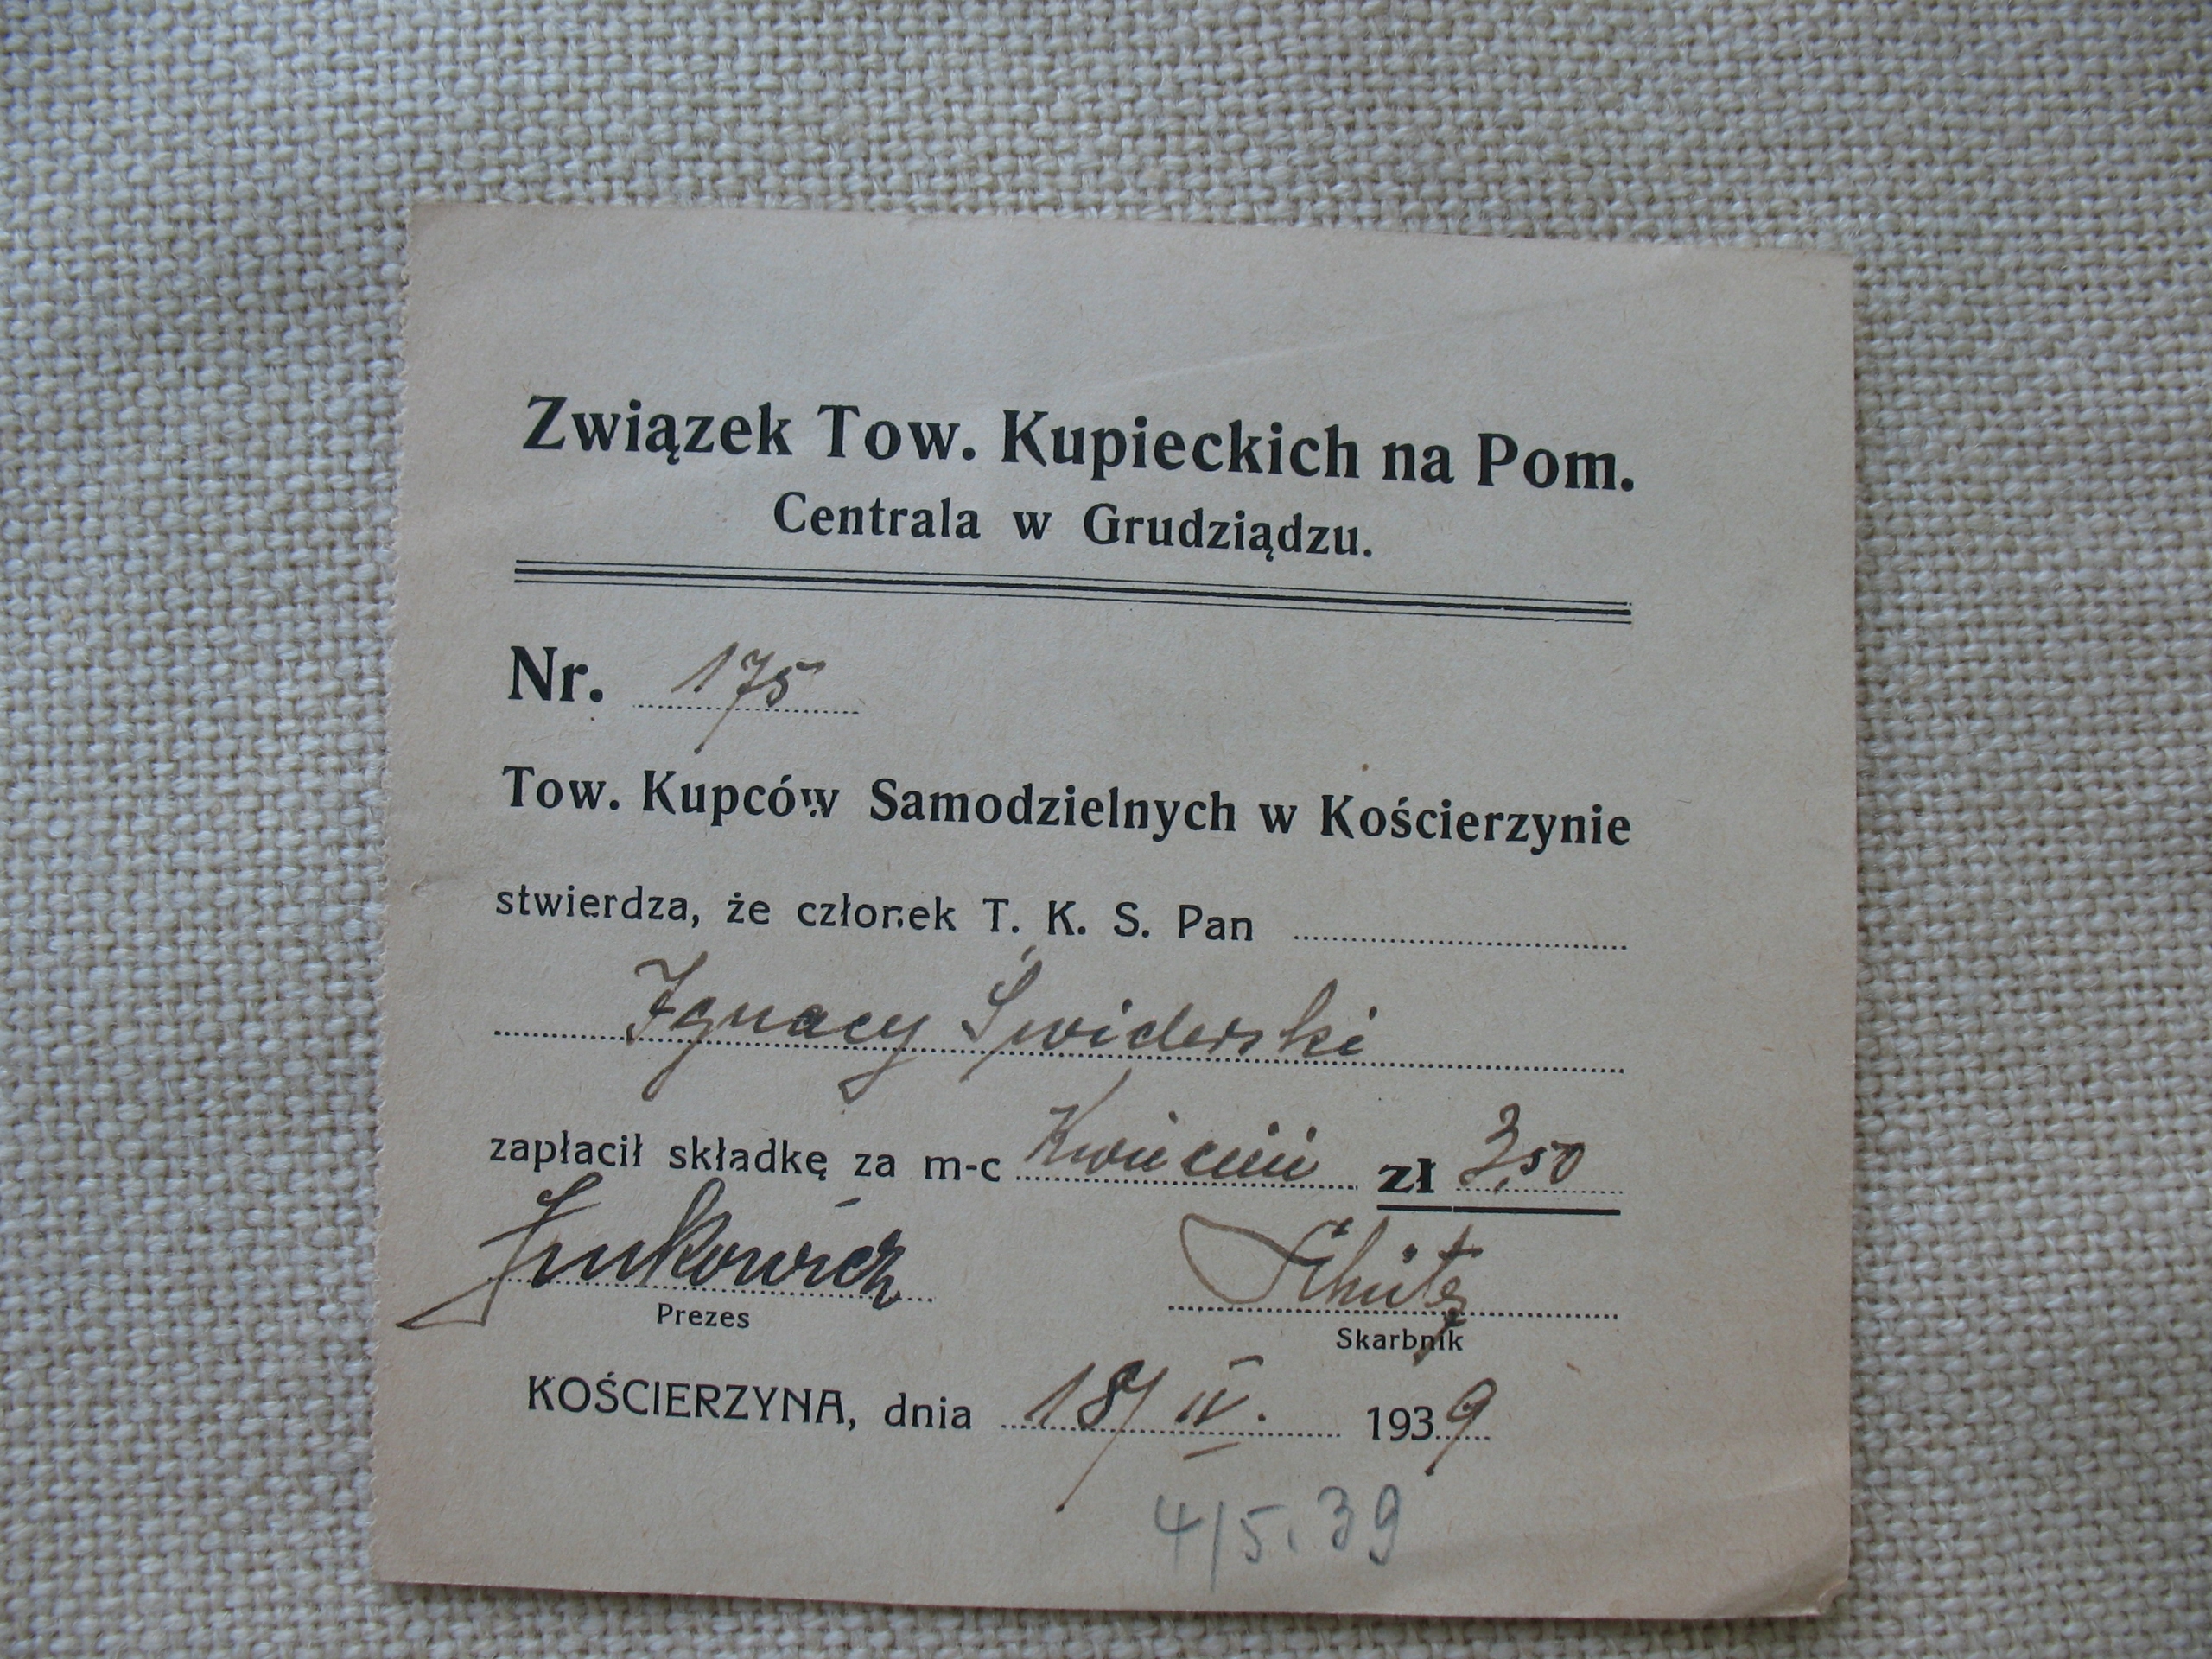 Związek Tow. Kupieckich na Pom.
Centrala w Grudziądzu.
Nr. 175
Tow. Kupców Samodzielnych w Kościerzynie
stwierdza, że członek T. K. S. Pan
Ignacy Świderski
zapłacił składkę za m-c Kwiecień zł 3,50
Prezes
Skarbnik
KOŚCIERZYNA, dnia 18/IV. 1939
4/5.39